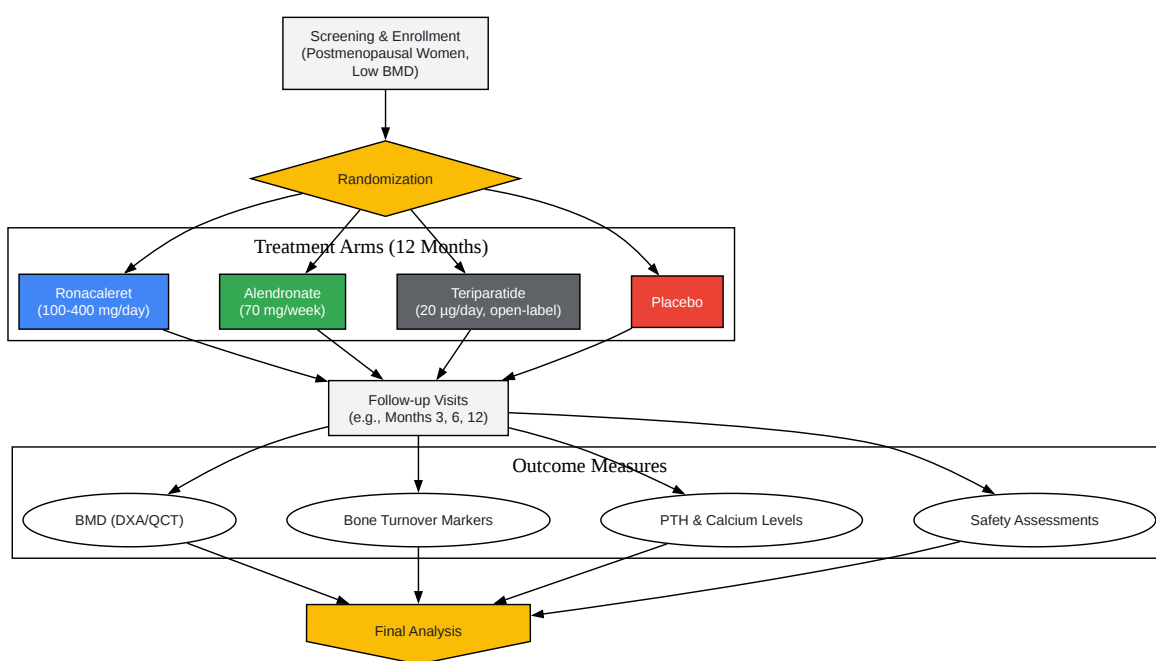 Screening & Enrollment
(Postmenopausal Women,
Low BMD)
Randomization
Treatment Arms (12 Months)
Ronacaleret
(100-400 mg/day)
Alendronate
(70 mg/week)
Teriparatide
(20 µg/day, open-label)
Placebo
Follow-up Visits
(e.g., Months 3, 6, 12)
Outcome Measures
BMD (DXA/QCT)
Bone Turnover Markers
PTH & Calcium Levels
Safety Assessments
Final Analysis